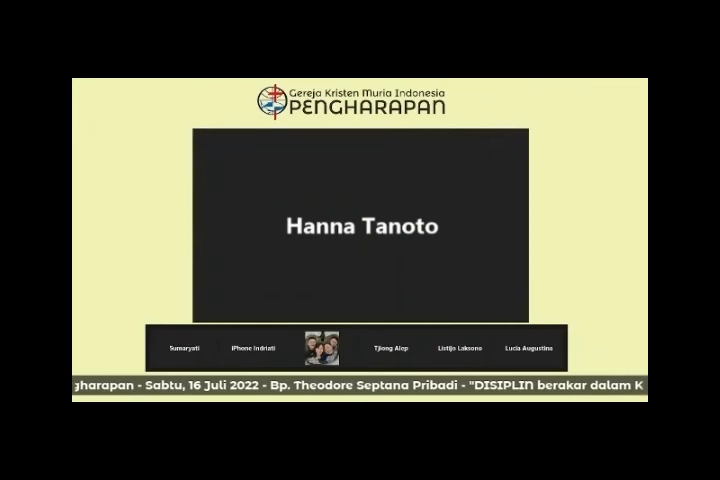 Gereja Kristen Muria Indonesia
PENGHARAPAN
Hanna Tanoto
Sumaryati
iPhone Indriati
Tjiong Alep
Listijo Laksono
Lucia Augustina
gharapan - Sabtu, 16 Juli 2022 - Bp. Theodore Septana Pribadi - "DISIPLIN berakar dalam K